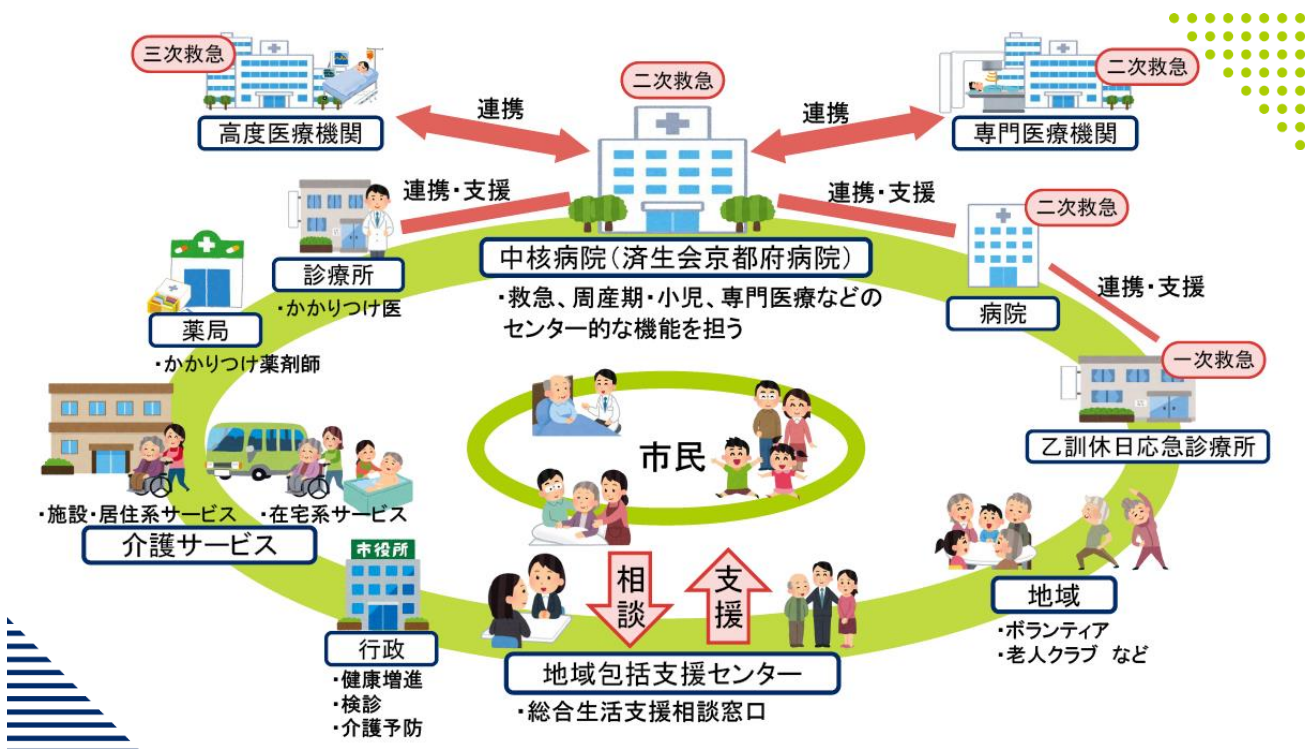 三次救急
高度医療機関
連携
二次救急
連携
二次救急
専門医療機関
連携・支援
連携・支援
診療所
・かかりつけ医
中核病院(済生会京都府病院)
・救急、周産期・小児、専門医療などの
センター的な機能を担う
二次救急
病院
連携・支援
薬局
・かかりつけ薬剤師
一次救急
乙訓休日応急診療所
市民
・施設・居住系サービス
・在宅系サービス
介護サービス
市役所
行政
・健康増進
・検診
・介護予防
相談
支援
地域包括支援センター
・総合生活支援相談窓口
地域
・ボランティア
・老人クラブ など